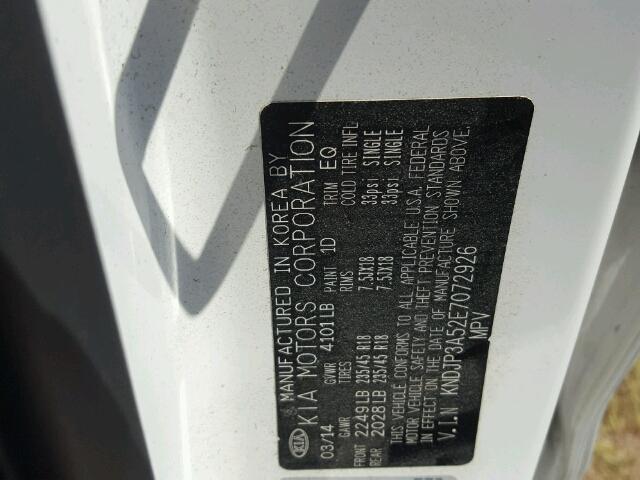 KIA
MANUFACTURED IN KOREA BY
KIA MOTORS CORPORATION
03/14 GVWR 4101LB PAINT 1D TRIM EQ
GAWR TIRES RIMS COLD TIRE INFL
FRONT 2249LB 235/45 R18 7.5JX18 33psi SINGLE
REAR 2028LB 235/45 R18 7.5JX18 33psi SINGLE
THIS VEHICLE CONFORMS TO ALL APPLICABLE U.S.A. FEDERAL
MOTOR VEHICLE SAFETY AND THEFT PREVENTION STANDARDS
IN EFFECT ON THE DATE OF MANUFACTURE SHOWN ABOVE.
V.I.N KNDJP3A52E7072926
MPV